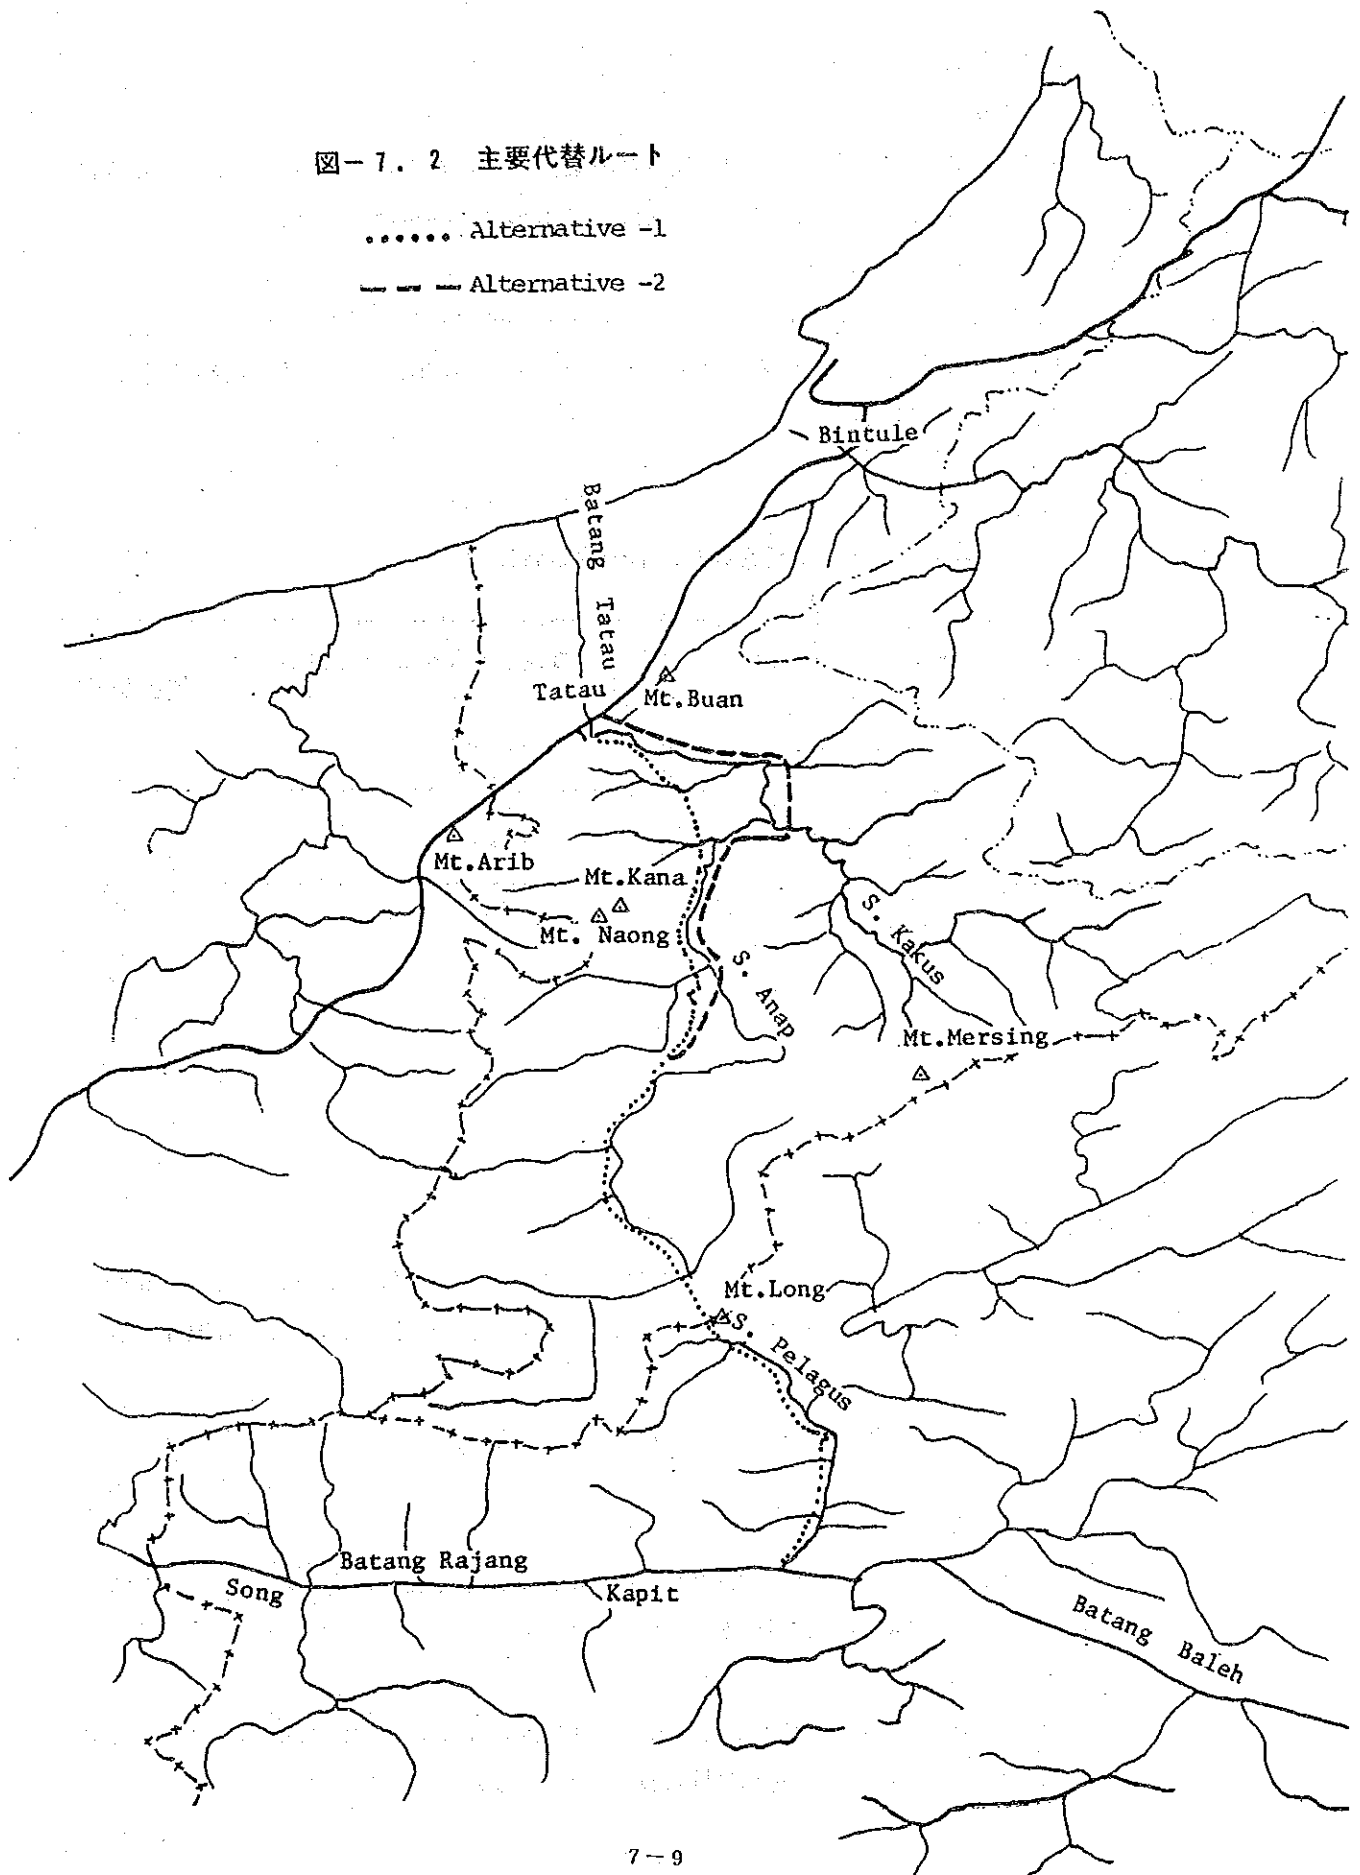 図-7. 2 主要代替ルート
Alternative -1
Alternative -2
Bintule
Batang Tatau
Tatau
Mt.Buan
Mt.Arib
Mt.Kana
Mt. Naong
S. Kakus
S. Anap
Mt.Mersing
Mt.Long
S. Pelagus
Batang Rajang
Song
Kapit
Batang Baleh
7-9